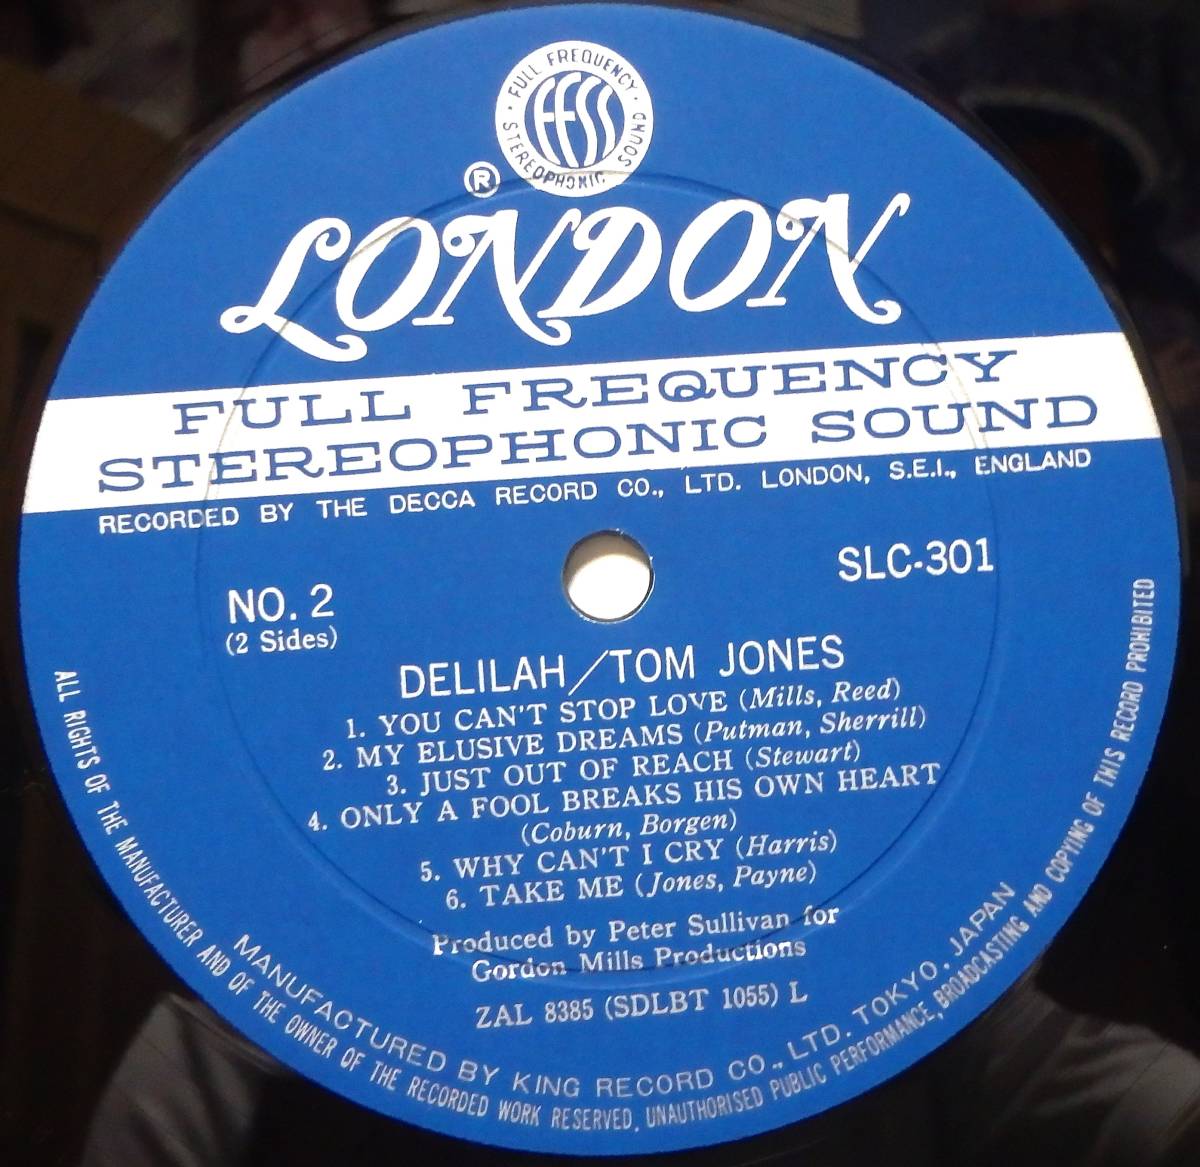 FULL FREQUENCY · STEREOPHONIC SOUND ·
FFSS
®
LONDON
FULL FREQUENCY
STEREOPHONIC SOUND
RECORDED BY THE DECCA RECORD CO., LTD. LONDON, S.E.I., ENGLAND
SLC-301
NO. 2
(2 Sides)
DELILAH/TOM JONES
1. YOU CAN'T STOP LOVE (Mills, Reed)
2. MY ELUSIVE DREAMS (Putman, Sherrill)
3. JUST OUT OF REACH (Stewart)
4. ONLY A FOOL BREAKS HIS OWN HEART
(Coburn, Borgen)
5. WHY CAN'T I CRY (Harris)
6. TAKE ME (Jones, Payne)
Produced by Peter Sullivan for
Gordon Mills Productions
ZAL 8385 (SDLBT 1055) L
MANUFACTURED BY KING RECORD CO., LTD. TOKYO, JAPAN
ALL RIGHTS OF THE MANUFACTURER AND OF THE OWNER OF THE RECORDED WORK RESERVED, UNAUTHORISED PUBLIC PERFORMANCE, BROADCASTING AND COPYING OF THIS RECORD PROHIBITED